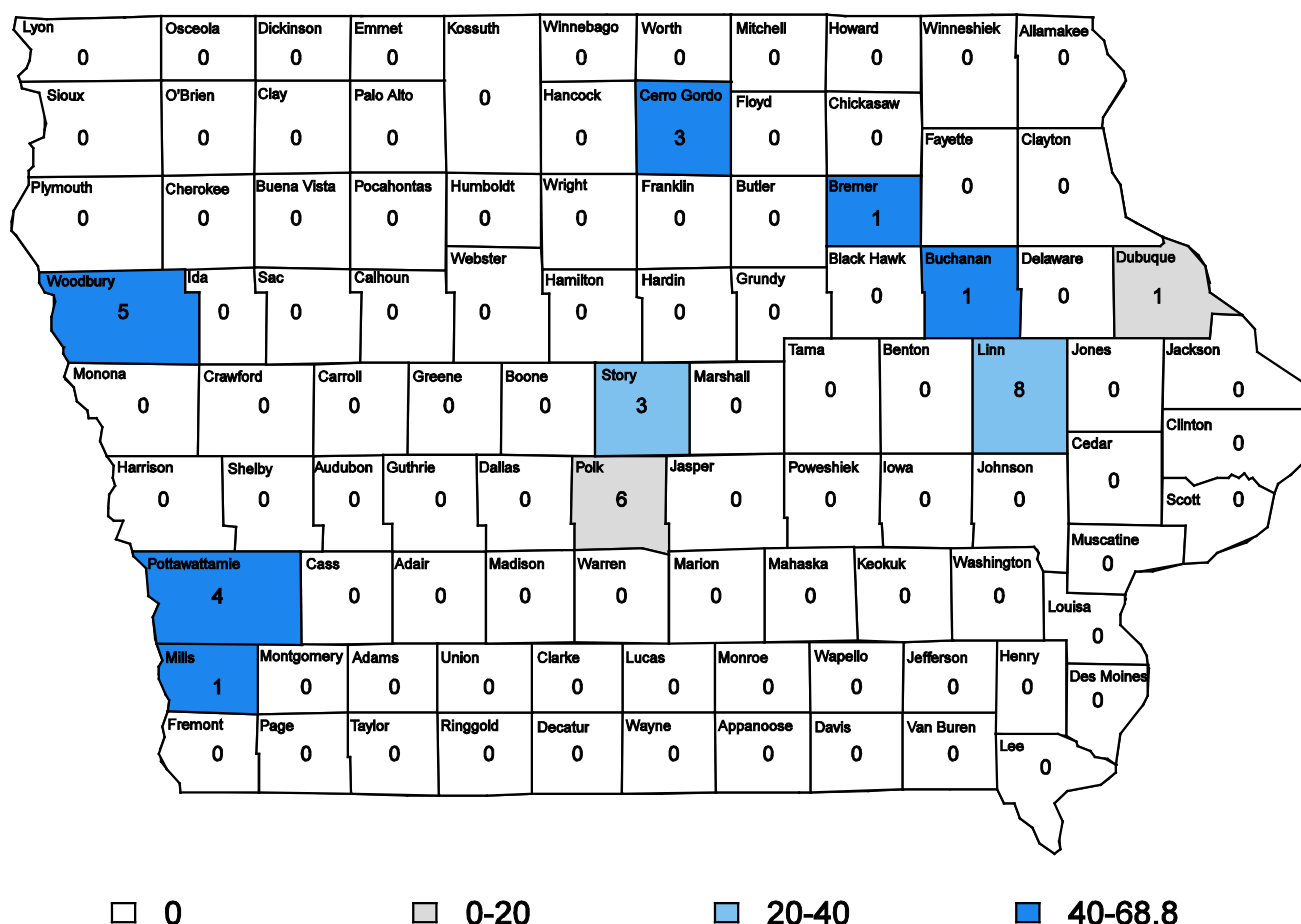 Lyon Osceola Dickinson Emmet Kossuth Winnebago Worth Mitchell Howard Winneshiek Allamakee
0 0 0 0 0 0 0 0 0 0
Sioux O'Brien Clay Palo Alto Hancock Cerro Gordo Floyd Chickasaw
0 0 0 0 0 0 3 0 0
Fayette Clayton
0 0
Plymouth Cherokee Buena Vista Pocahontas Humboldt Wright Franklin Butler Bremer
0 0 0 0 0 0 0 0 1
Woodbury Ida Sac Calhoun Webster Hamilton Hardin Grundy Black Hawk Buchanan Delaware Dubuque
5 0 0 0 0 0 0 0 0 1 0 1
Monona Crawford Carroll Greene Boone Story Marshall Tama Benton Linn Jones Jackson
0 0 0 0 0 3 0 0 0 8 0 0
Clinton
0
Harrison Shelby Audubon Guthrie Dallas Polk Jasper Poweshiek Iowa Johnson Cedar Scott
0 0 0 0 0 6 0 0 0 0 0 0
Pottawattamie Cass Adair Madison Warren Marion Mahaska Keokuk Washington Muscatine
4 0 0 0 0 0 0 0 0 0
Louisa
0
Mills Montgomery Adams Union Clarke Lucas Monroe Wapello Jefferson Henry Des Moines
1 0 0 0 0 0 0 0 0 0 0
Fremont Page Taylor Ringgold Decatur Wayne Appanoose Davis Van Buren Lee
0 0 0 0 0 0 0 0 0 0
0 0-20 20-40 40-68.8